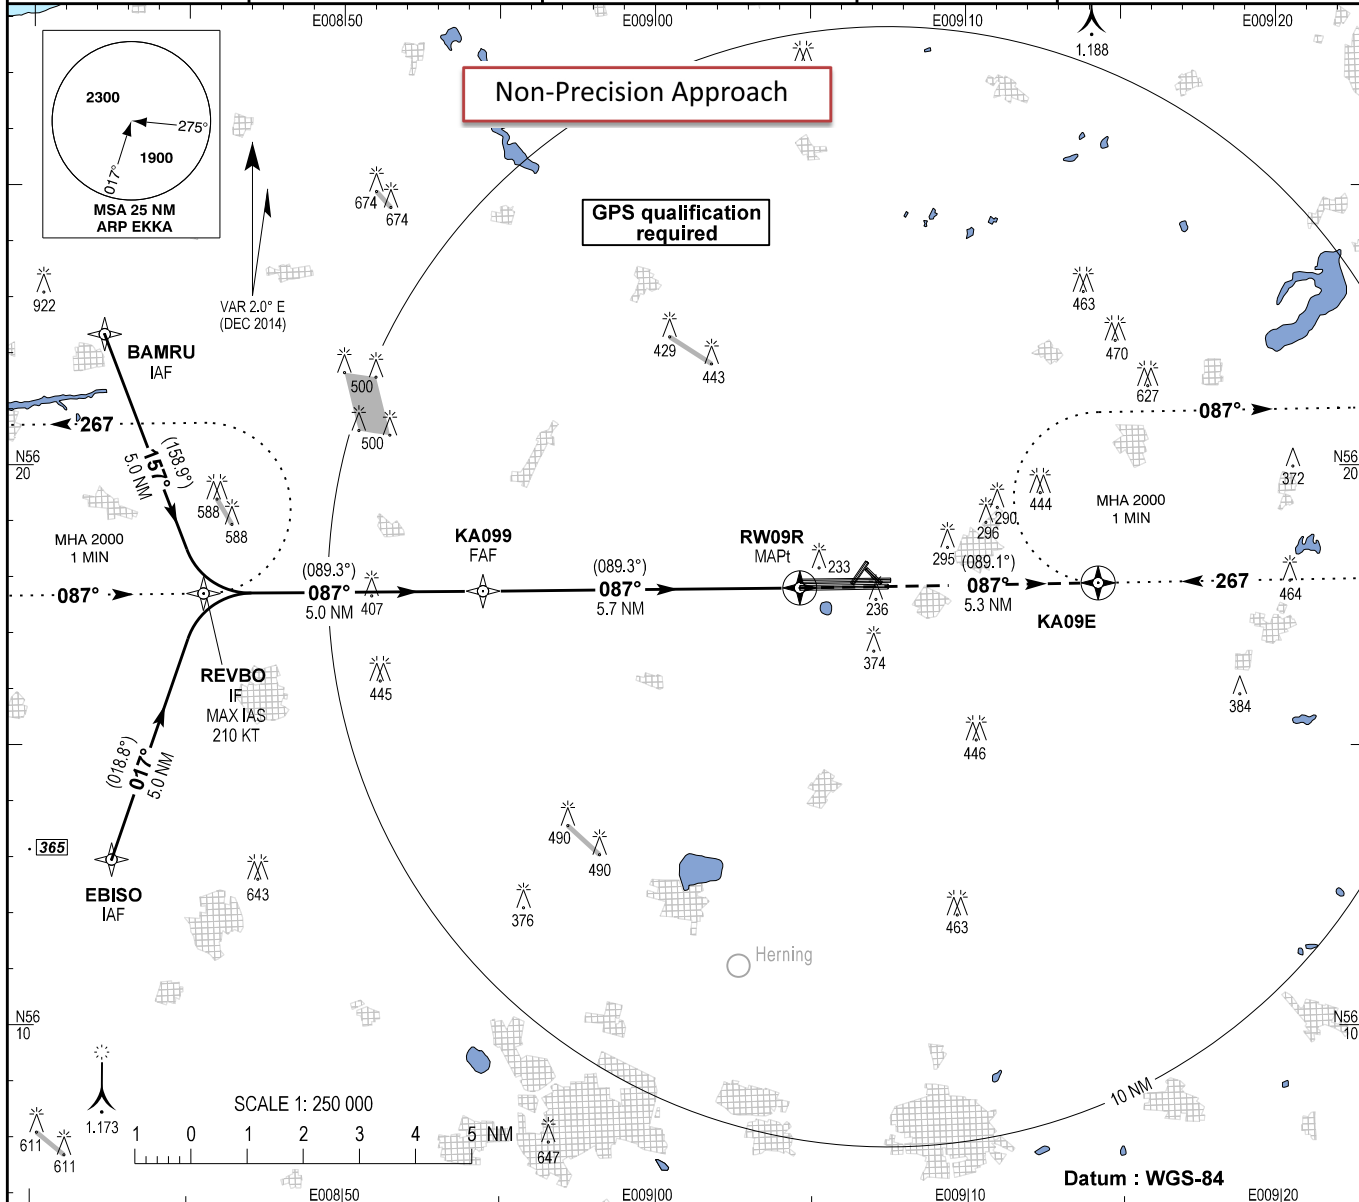 E008|50
E009|00
E009|10
E009|20
1.188
Non-Precision Approach
2300
275°
1900
017°
MSA 25 NM
ARP EKKA
674
674
GPS qualification
required
922
VAR 2.0° E
(DEC 2014)
463
BAMRU
IAF
429
443
470
500
627
267
087°
500
(158.9°)
157°
5.0 NM
N56
20
N56
20
372
588
588
444
MHA 2000
1 MIN
290
296
MHA 2000
1 MIN
KA099
FAF
RW09R
MAPt
295
233
(089.3°)
(089.3°)
(089.1°)
087°
087°
087°
087°
267
5.0 NM
407
5.7 NM
236
5.3 NM
464
KA09E
374
REVBO
IF
MAX IAS
210 KT
445
384
446
(018.8°)
017°
5.0 NM
490
365
490
EBISO
IAF
643
376
463
Herning
N56
10
N56
10
10 NM
1.173
SCALE 1: 250 000
611
611
1 0 1 2 3 4 5 NM
647
Datum : WGS-84
E008|50
E009|00
E009|10
E009|20